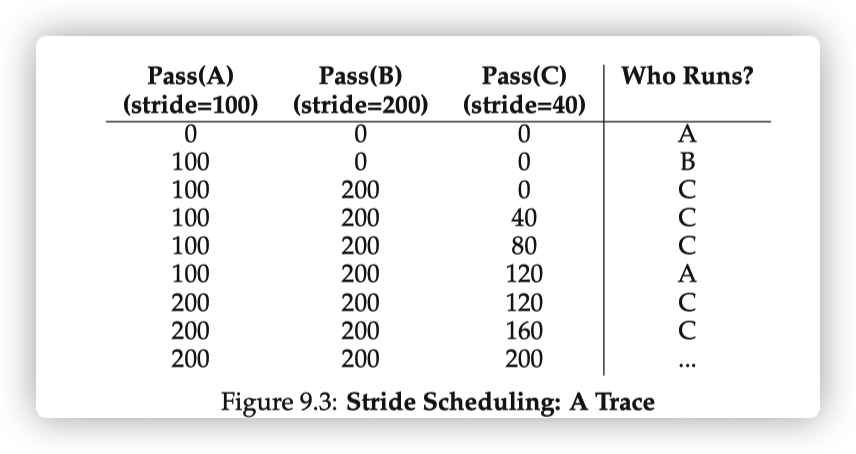 Pass(A) Pass(B) Pass(C) Who Runs?
(stride=100) (stride=200) (stride=40)
0 0 0 A
100 0 0 B
100 200 0 C
100 200 40 C
100 200 80 C
100 200 120 A
200 200 120 C
200 200 160 C
200 200 200 ...
Figure 9.3: Stride Scheduling: A Trace